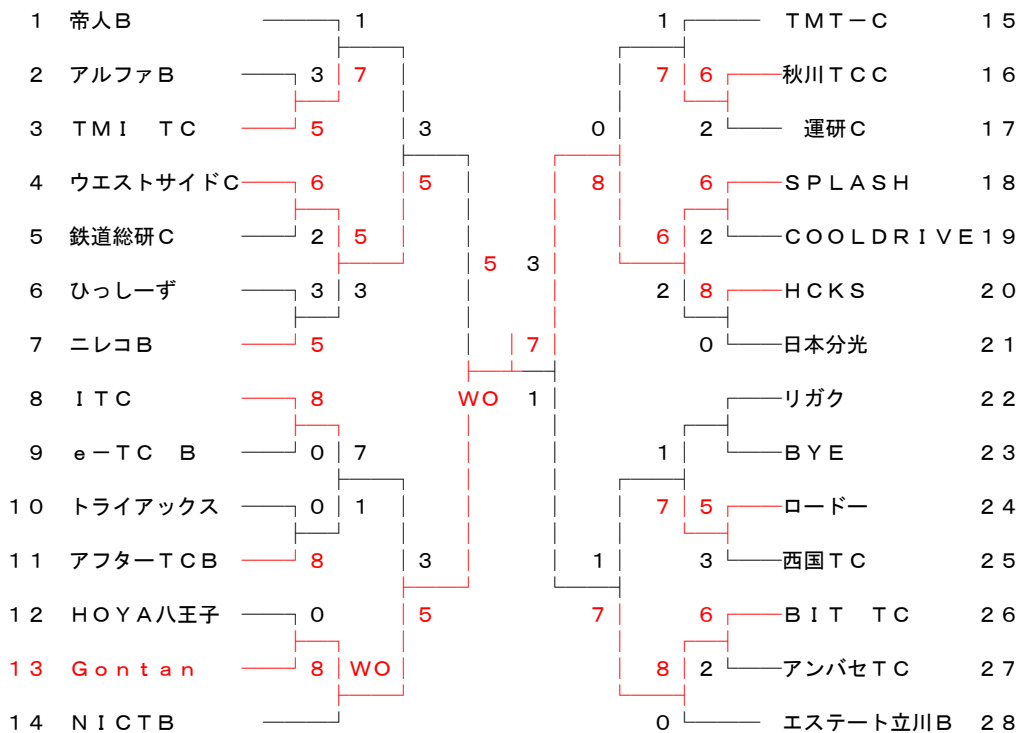 1 帝人B 1 1 TMT－C 15
2 アルファB 3 7 7 6 秋川TCC 16
3 TMI TC 5 3 0 2 運研C 17
4 ウエストサイドC 6 5 8 6 SPLASH 18
5 鉄道総研C 2 5 6 2 COOLDRIVE 19
5 3
6 ひっしーず 3 3 2 8 HCKS 20
7 ニレコB 5 7 0 日本分光 21
8 ITC 8 WO 1 リガク 22
9 e－TC B 0 7 1 BYE 23
10 トライアックス 0 1 7 5 ロードー 24
11 アフターTCB 8 3 1 3 西国TC 25
12 HOYA八王子 0 5 7 6 BIT TC 26
13 Gontan 8 WO 8 2 アンバセTC 27
14 NICTB 0 エステート立川B 28